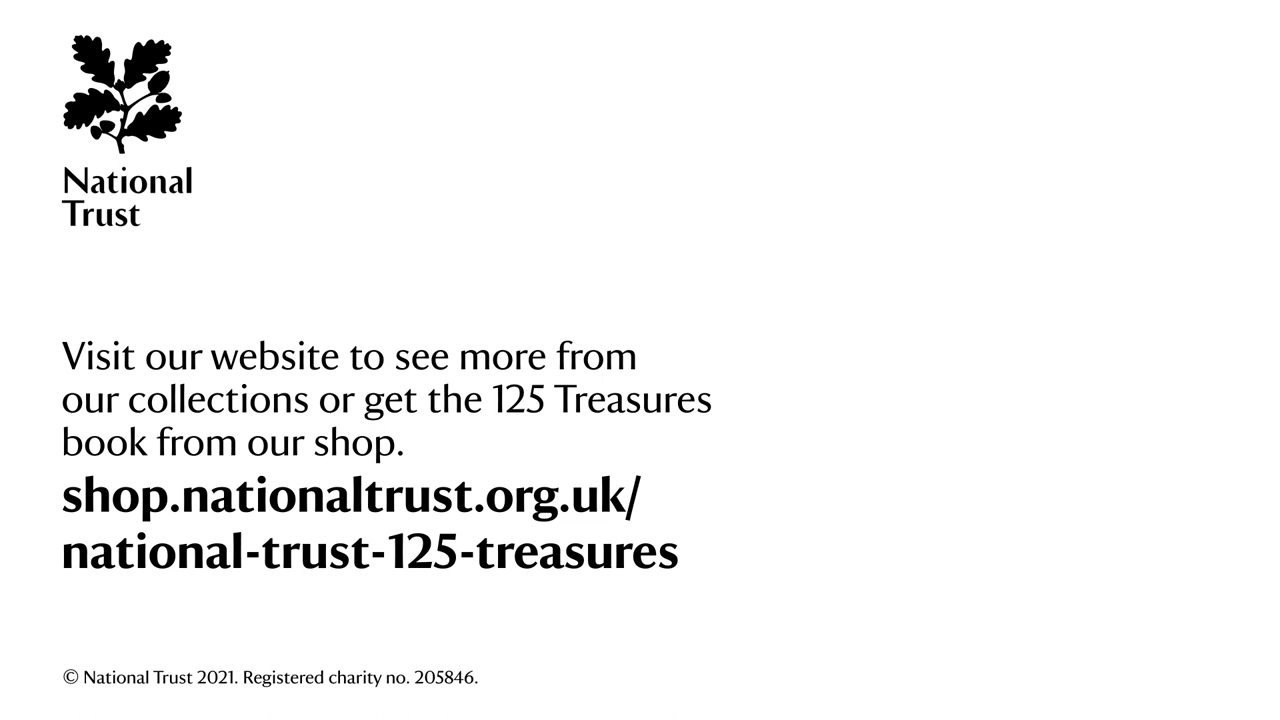 National
Trust
Visit our website to see more from
our collections or get the 125 Treasures
book from our shop.
shop.nationaltrust.org.uk/
national-trust-125-treasures
© National Trust 2021. Registered charity no. 205846.